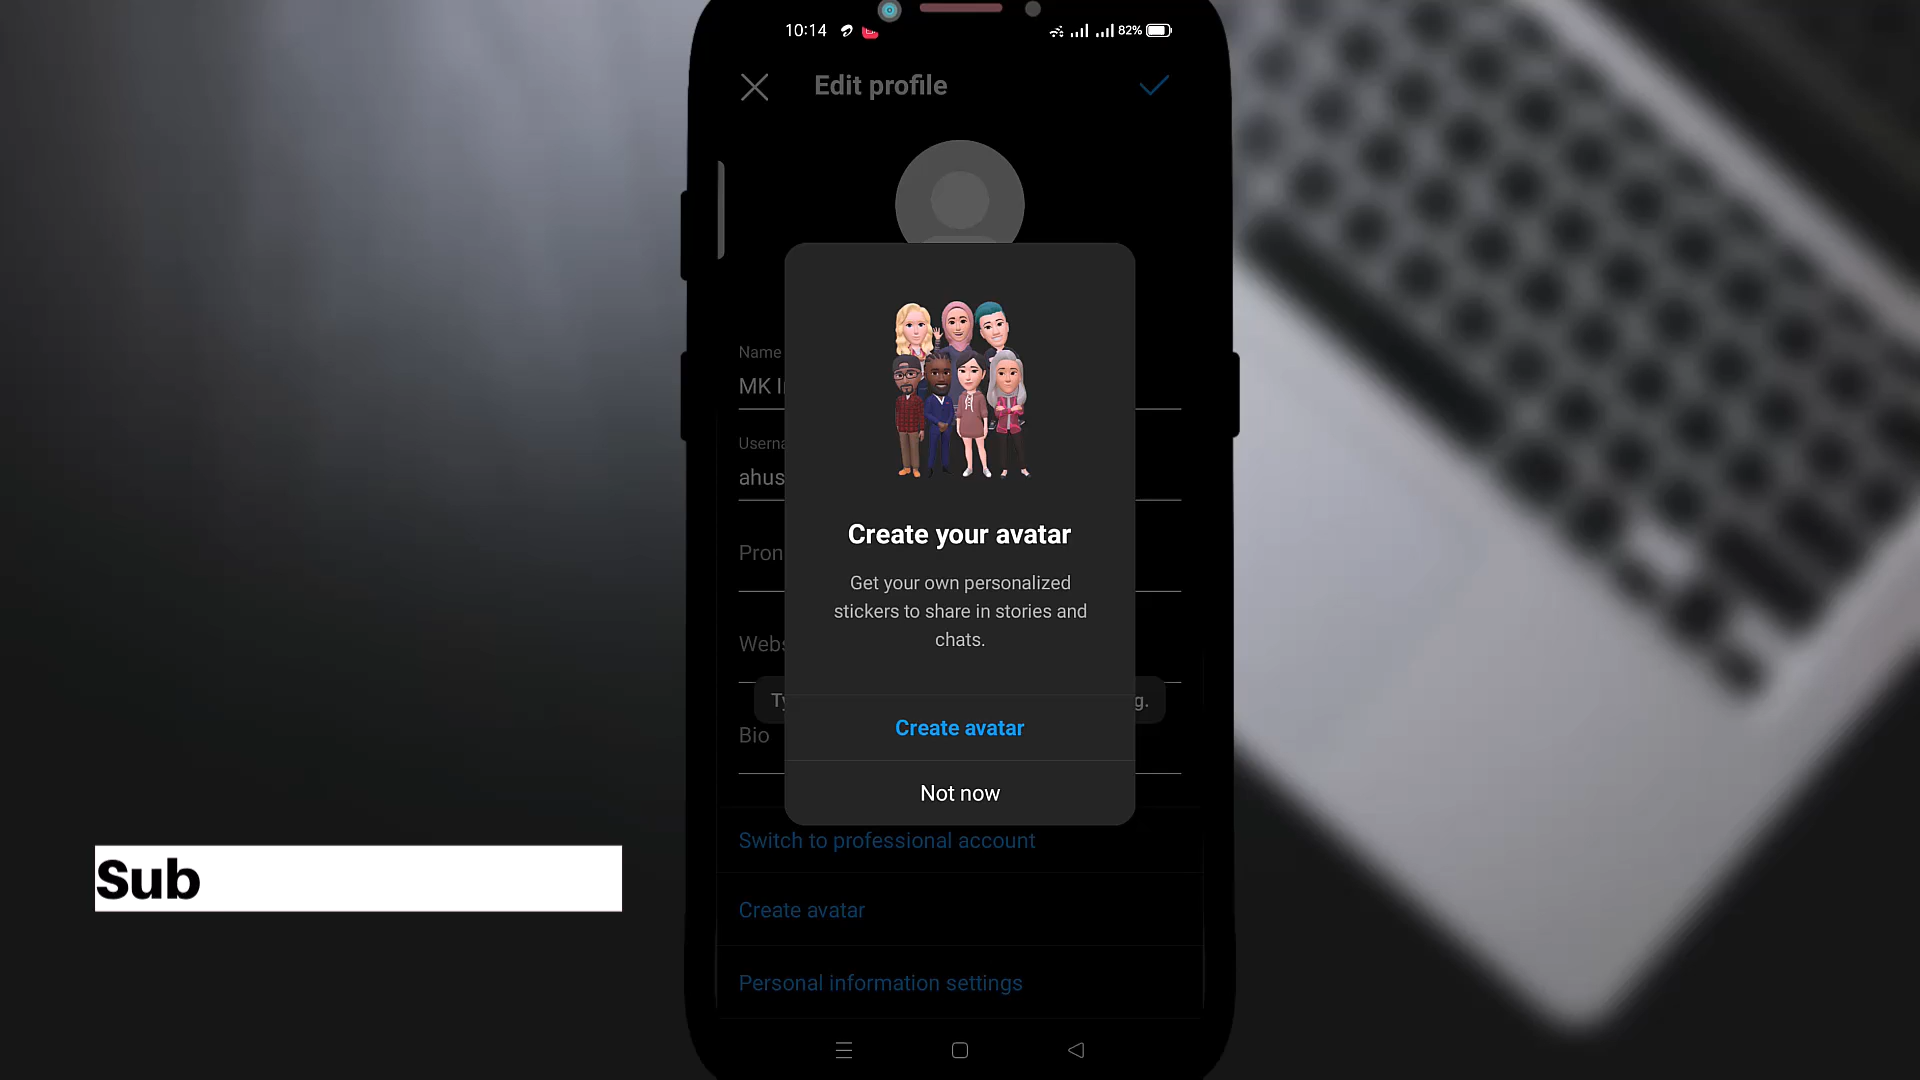 10:14
82%
Edit profile
Name
MK I
Userna
ahus
Pron
Create your avatar
Get your own personalized
stickers to share in stories and
chats.
Webs
Ty
g.
Create avatar
Bio
Not now
Switch to professional account
Sub
Create avatar
Personal information settings